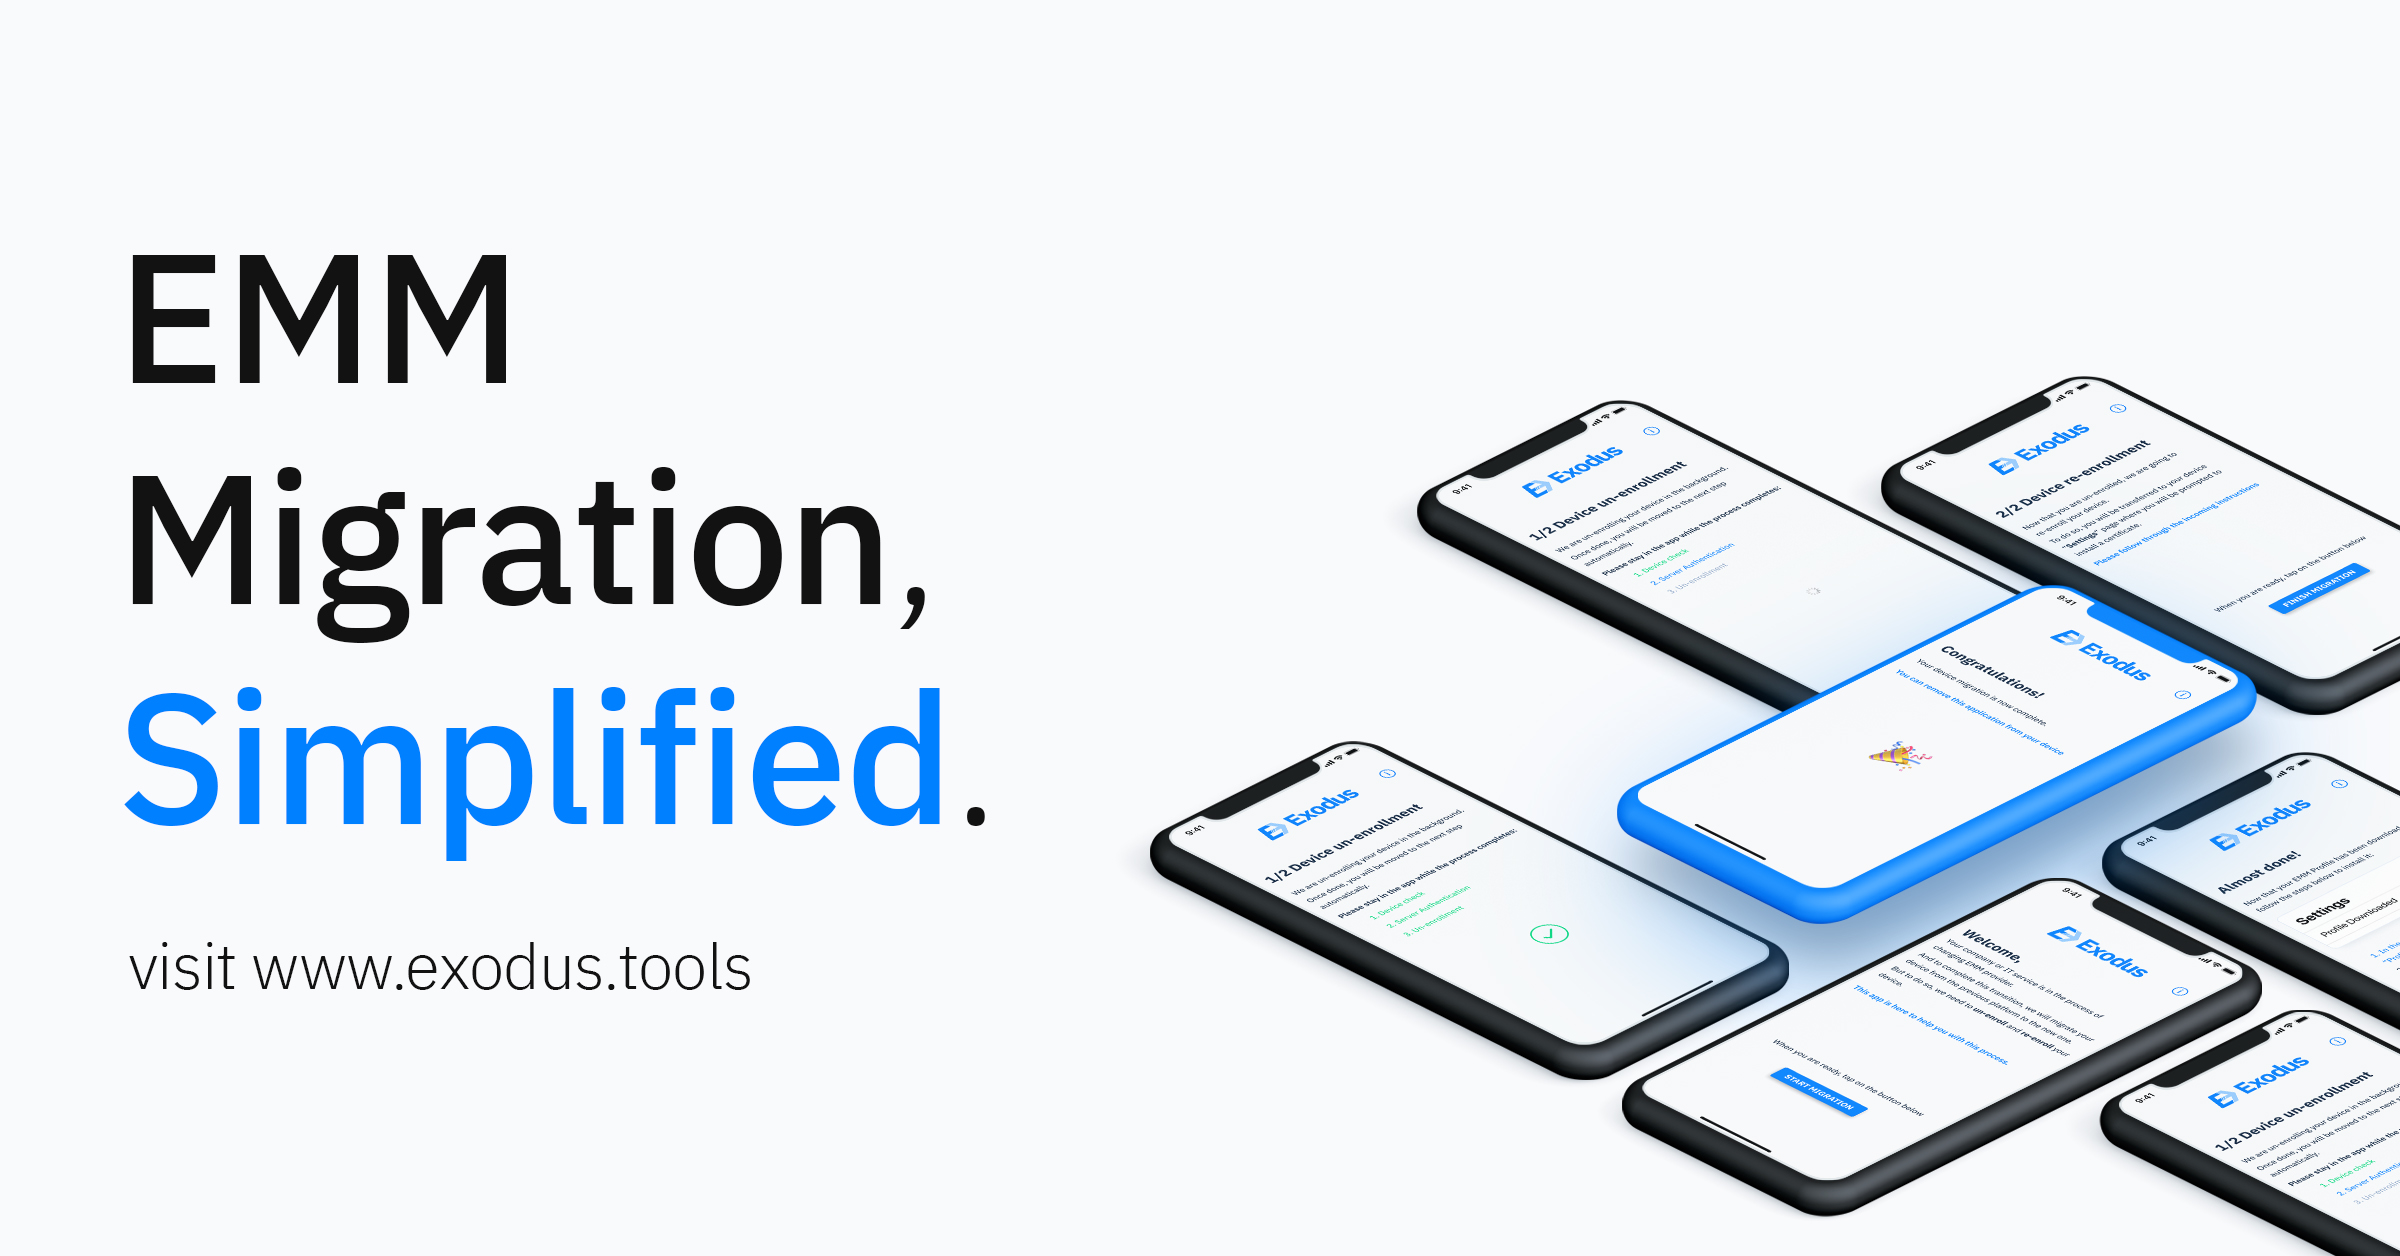 EMM
Migration,
Simplified.
visit www.exodus.tools
9:41
Exodus
1/2 Device un-enrollment
We are un-enrolling your device in the background.
Once done, you will be moved to the next step
automatically.
Please stay in the app while the process completes:
1. Device check
2. Server Authentication
3. Un-enrollment
9:41
Exodus
2/2 Device re-enrollment
Now that you are un-enrolled, we are going to
re-enroll your device.
To do so, you will be transferred to your device
"Settings" page where you will be prompted to
install a certificate.
Please follow through the incoming instructions
When you are ready, tap on the button below
FINISH MIGRATION
9:41
Exodus
Congratulations!
Your device migration is now complete.
You can remove this application from your device
9:41
Exodus
1/2 Device un-enrollment
We are un-enrolling your device in the background.
Once done, you will be moved to the next step
automatically.
Please stay in the app while the process completes:
1. Device check
2. Server Authentication
3. Un-enrollment
9:41
Exodus
Welcome,
Your company or IT service is in the process of
changing EMM provider.
And to complete this transition, we will migrate your
device from the previous platform to the new one.
But to do so, we need to un-enroll and re-enroll your
device.
This app is here to help you with this process.
When you are ready, tap on the button below
START MIGRATION
9:41
Exodus
Almost done!
Now that your EMM Profile has been
follow the steps below to install it:
Settings
Profile Downloaded
1. In the
9:41
Exodus
1/2 Device un-enrollment
We are un-enrolling your device in the
Once done, you will be moved to the next
automatically.
Please stay in the app while the
1. Device check
2. Server